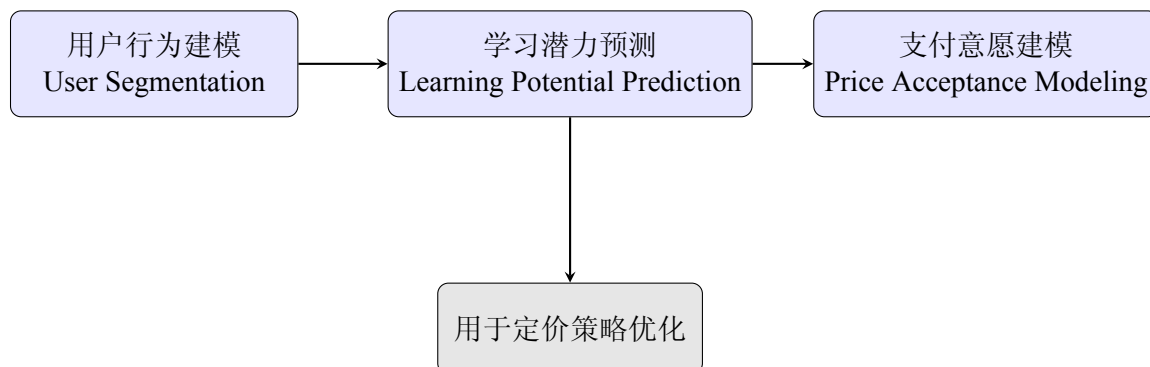 用户行为建模
User Segmentation
学习潜力预测
Learning Potential Prediction
支付意愿建模
Price Acceptance Modeling
用于定价策略优化